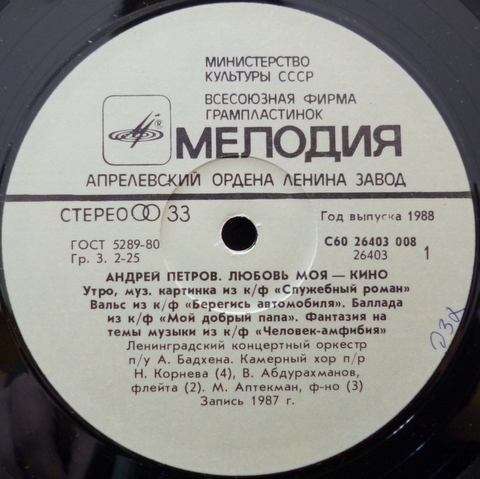 МИНИСТЕРСТВО
КУЛЬТУРЫ СССР
ВСЕСОЮЗНАЯ ФИРМА
ГРАМПЛАСТИНОК
МЕЛОДИЯ
АПРЕЛЕВСКИЙ ОРДЕНА ЛЕНИНА ЗАВОД
СТЕРЕО 33
Год выпуска 1988
ГОСТ 5289-80
С60 26403 008
Гр. 3. 2-25
26403 1
АНДРЕЙ ПЕТРОВ. ЛЮБОВЬ МОЯ — КИНО
Утро, муз. картинка из к/ф «Служебный роман»
Вальс из к/ф «Берегись автомобиля». Баллада
из к/ф «Мой добрый папа». Фантазия на
темы музыки из к/ф «Человек-амфибия»
Ленинградский концертный оркестр
п/у А. Бадхена. Камерный хор п/р
Н. Корнева (4), В. Абдурахманов,
флейта (2). М. Аптекман, ф-но (3)
Запись 1987 г.